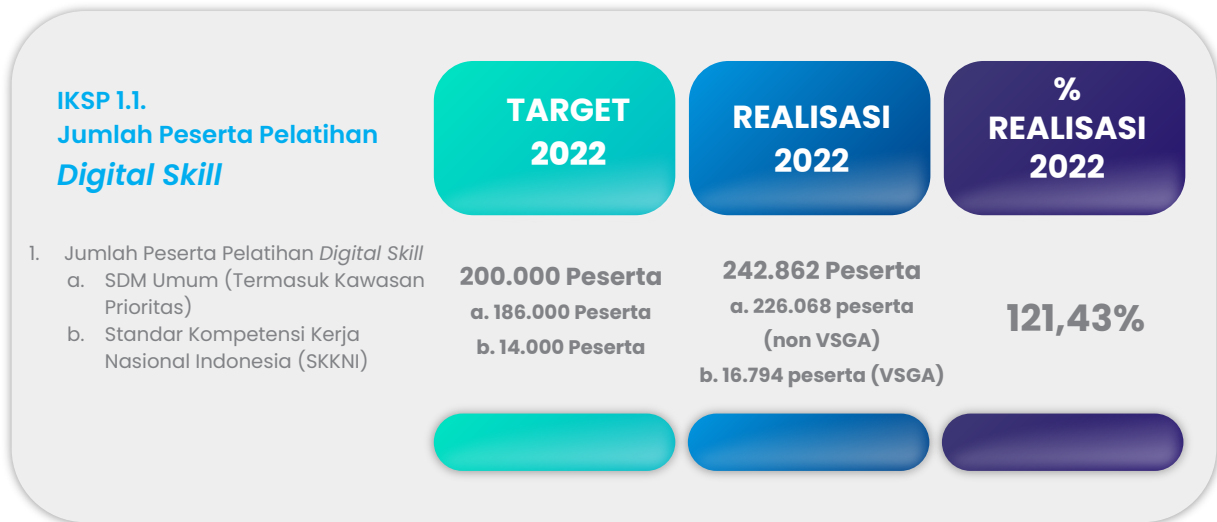 IKSP 1.1.
Jumlah Peserta Pelatihan
Digital Skill
TARGET
2022
REALISASI
2022
%
REALISASI
2022
1. Jumlah Peserta Pelatihan Digital Skill
a. SDM Umum (Termasuk Kawasan
Prioritas)
b. Standar Kompetensi Kerja
Nasional Indonesia (SKKNI)
200.000 Peserta
a. 186.000 Peserta
b. 14.000 Peserta
242.862 Peserta
a. 226.068 peserta
(non VSGA)
b. 16.794 peserta (VSGA)
121,43%